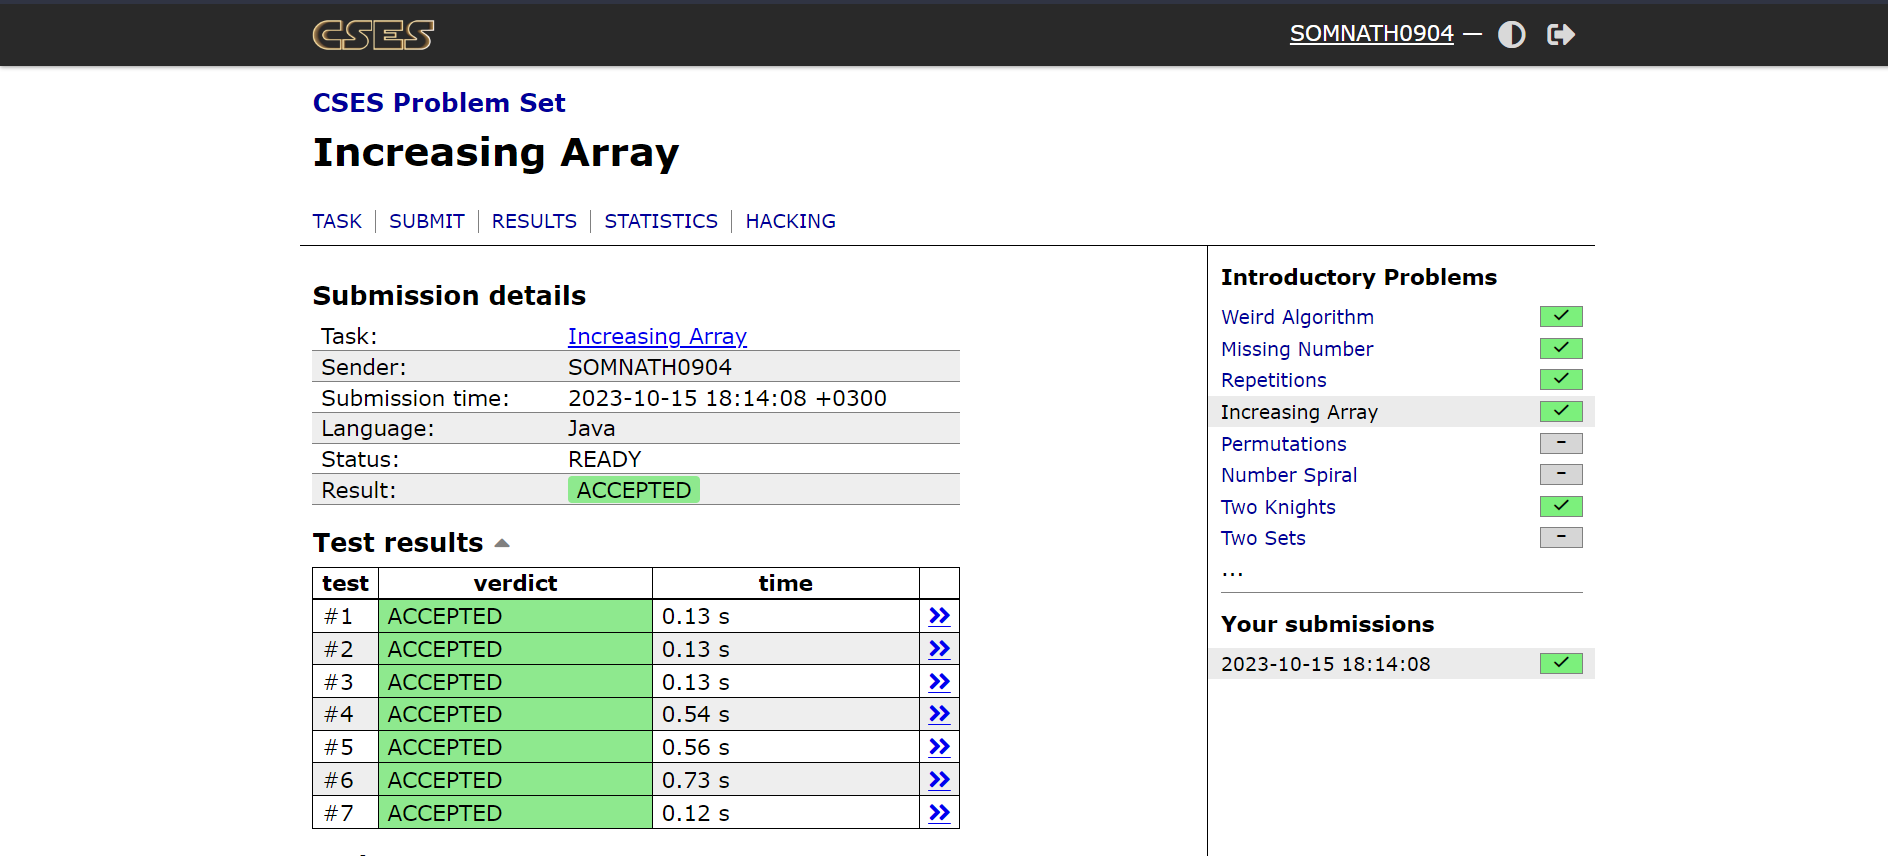 CSES
SOMNATH0904 —
CSES Problem Set
Increasing Array
TASK | SUBMIT | RESULTS | STATISTICS | HACKING
Submission details
Task: Increasing Array
Sender: SOMNATH0904
Submission time: 2023-10-15 18:14:08 +0300
Language: Java
Status: READY
Result: ACCEPTED
Test results
test verdict time
#1 ACCEPTED 0.13 s »
#2 ACCEPTED 0.13 s »
#3 ACCEPTED 0.13 s »
#4 ACCEPTED 0.54 s »
#5 ACCEPTED 0.56 s »
#6 ACCEPTED 0.73 s »
#7 ACCEPTED 0.12 s »
Introductory Problems
Weird Algorithm ✓
Missing Number ✓
Repetitions ✓
Increasing Array ✓
Permutations –
Number Spiral –
Two Knights ✓
Two Sets –
...
Your submissions
2023-10-15 18:14:08 ✓